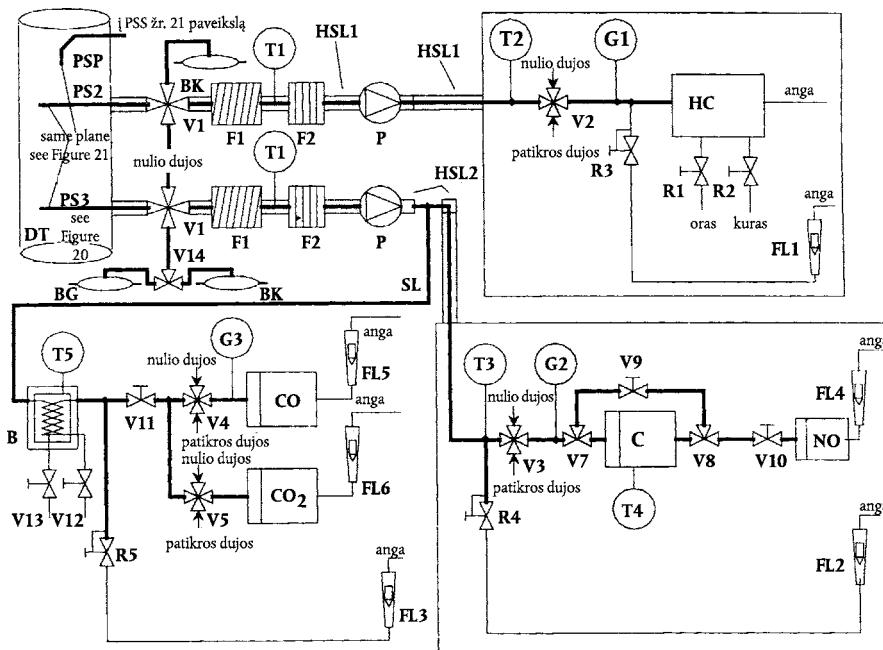 į PSS žr. 21 paveikslą
PSP
PS2
same plane
see Figure 21
nulio dujos
PS3
see
Figure
20
DT
BK
V1
F1
T1
F2
HSL1
HSL1
P
V1
F1
T1
F2
P
HSL2
V14
BG
BK
SL
T2
nulio dujos
V2
patikros dujos
G1
HC
anga
R3
R1
R2
oras
kuras
FL1
T5
B
V13
V12
V11
nulio dujos
V4
patikros dujos
G3
CO
anga
FL5
anga
nulio dujos
V5
patikros dujos
CO2
FL6
R5
anga
FL3
T3
nulio dujos
V3
patikros dujos
G2
V7
V9
C
T4
V8
V10
NO
anga
FL4
R4
anga
FL2